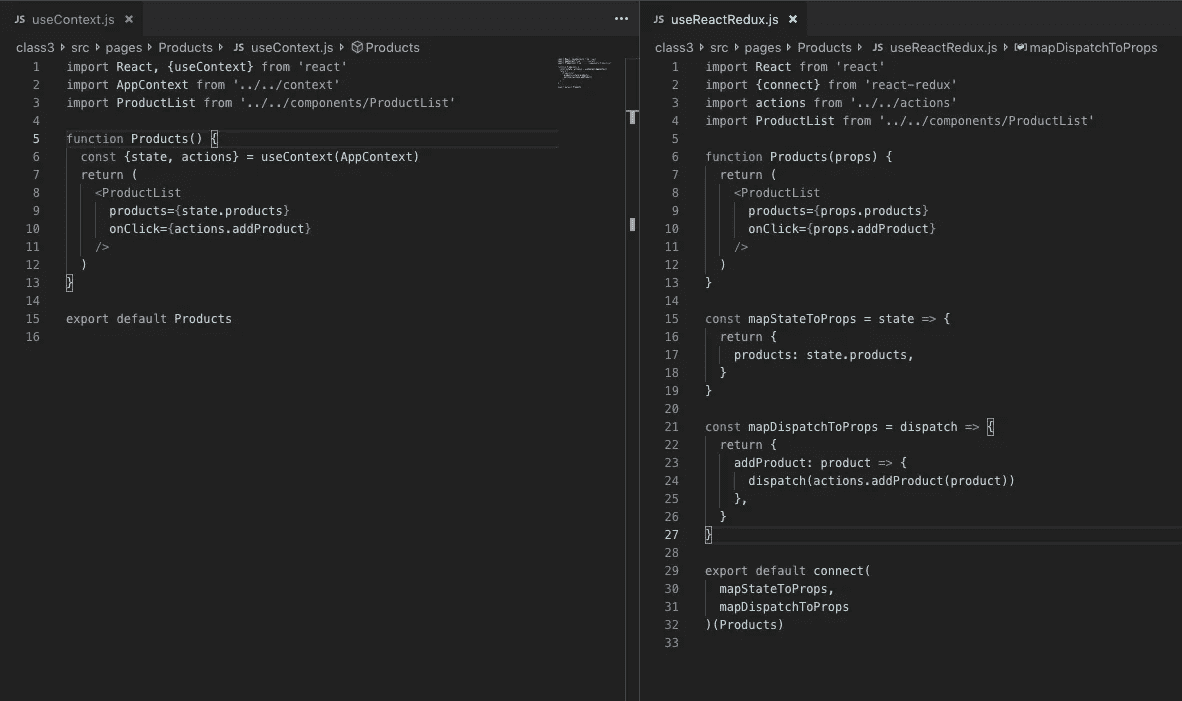 JS useContext.js ×
class3 › src › pages › Products › JS useContext.js › Products
1 import React, {useContext} from 'react'
2 import AppContext from '../../context'
3 import ProductList from '../../components/ProductList'
4
5 function Products() {
6 const {state, actions} = useContext(AppContext)
7 return (
8 <ProductList
9 products={state.products}
10 onClick={actions.addProduct}
11 />
12 )
13 }
14
15 export default Products
16
JS useReactRedux.js ×
class3 › src › pages › Products › JS useReactRedux.js › mapDispatchToProps
1 import React from 'react'
2 import {connect} from 'react-redux'
3 import actions from '../../actions'
4 import ProductList from '../../components/ProductList'
5
6 function Products(props) {
7 return (
8 <ProductList
9 products={props.products}
10 onClick={props.addProduct}
11 />
12 )
13 }
14
15 const mapStateToProps = state => {
16 return {
17 products: state.products,
18 }
19 }
20
21 const mapDispatchToProps = dispatch => {
22 return {
23 addProduct: product => {
24 dispatch(actions.addProduct(product))
25 },
26 }
27 }
28
29 export default connect(
30 mapStateToProps,
31 mapDispatchToProps
32 )(Products)
33